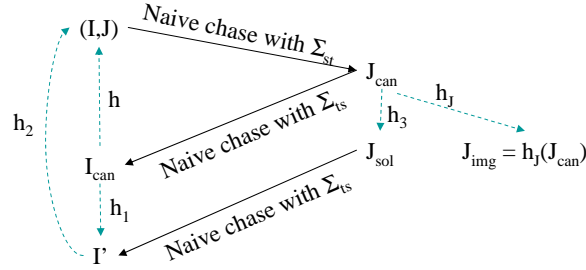 (I,J)
Naive chase with Σst
Jcan
h
h2
Naive chase with Σts
h3
hJ
Ican
Jsol
Jimg = hJ(Jcan)
h1
Naive chase with Σts
I'